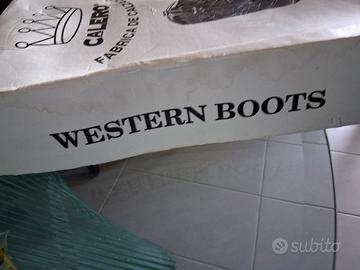 CALERO
FABRICA DE CAL
WESTERN BOOTS
subito